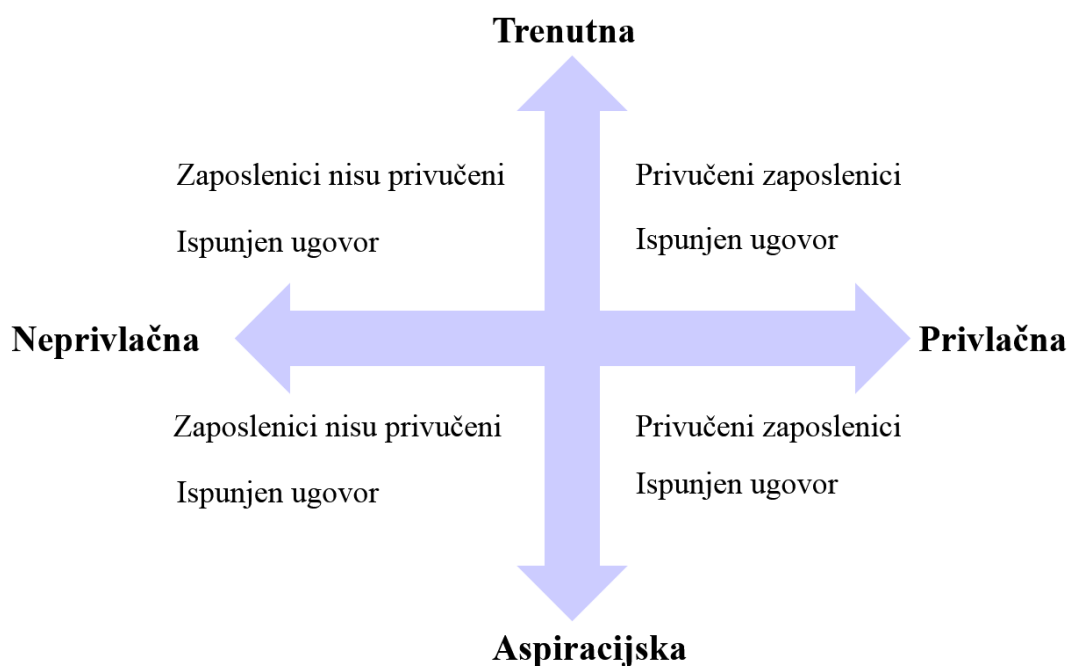 Trenutna
Zaposlenici nisu privučeni
Ispunjen ugovor
Privučeni zaposlenici
Ispunjen ugovor
Neprivlačna
Privlačna
Zaposlenici nisu privučeni
Ispunjen ugovor
Privučeni zaposlenici
Ispunjen ugovor
Aspiracijska